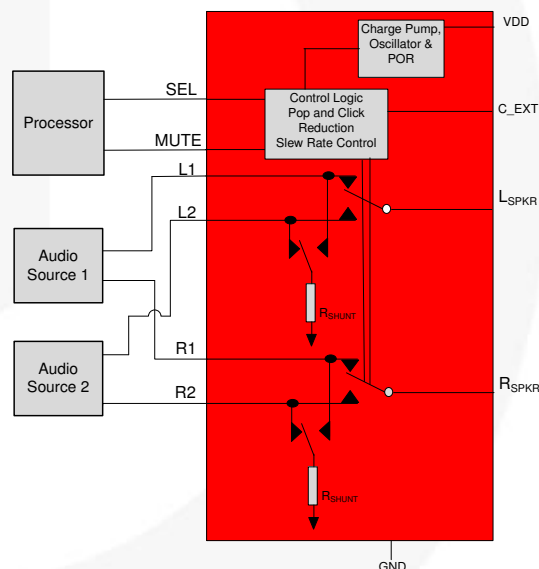 Charge Pump,
Oscillator &
POR
VDD
SEL
Control Logic
Pop and Click
Reduction
Slew Rate Control
C_EXT
Processor
MUTE
L1
L2
LSPKR
Audio
Source 1
RSHUNT
Audio
Source 2
R1
R2
RSPKR
RSHUNT
GND